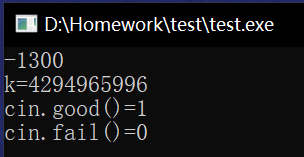 D:\Homework\test\test.exe
-1300
k=4294965996
cin.good()=1
cin.fail()=0